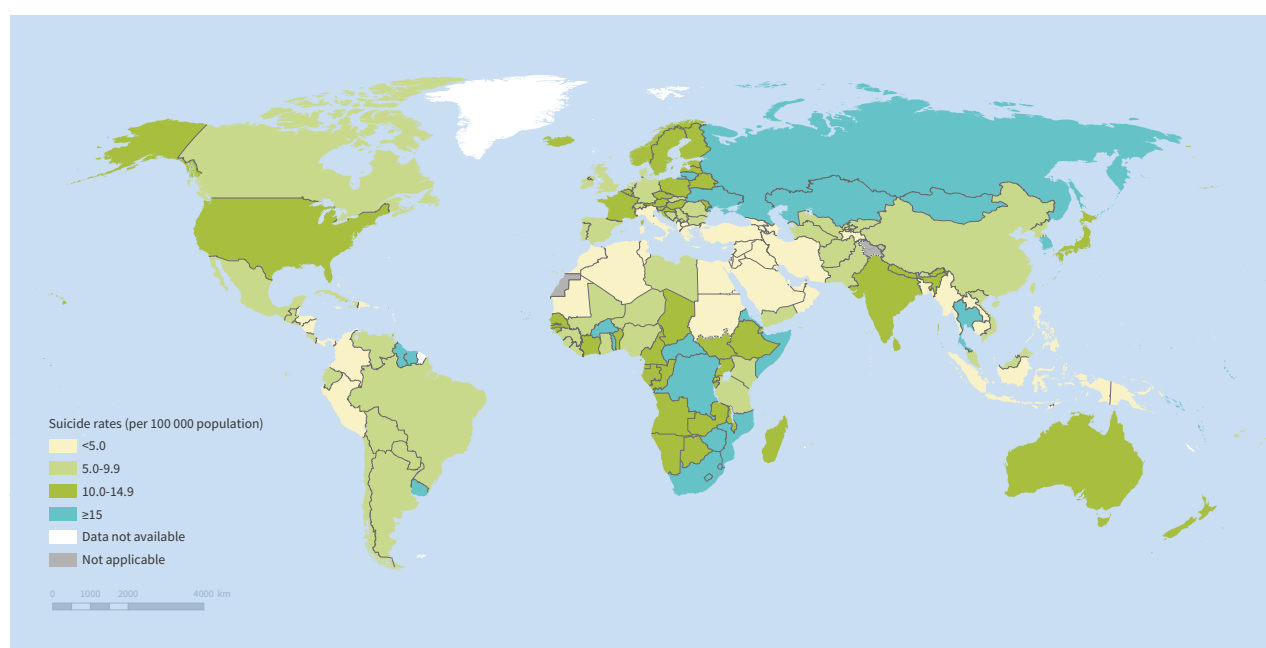 Suicide rates (per 100 000 population)
<5.0
5.0-9.9
10.0-14.9
≥15
Data not available
Not applicable
0 1000 2000 4000 km